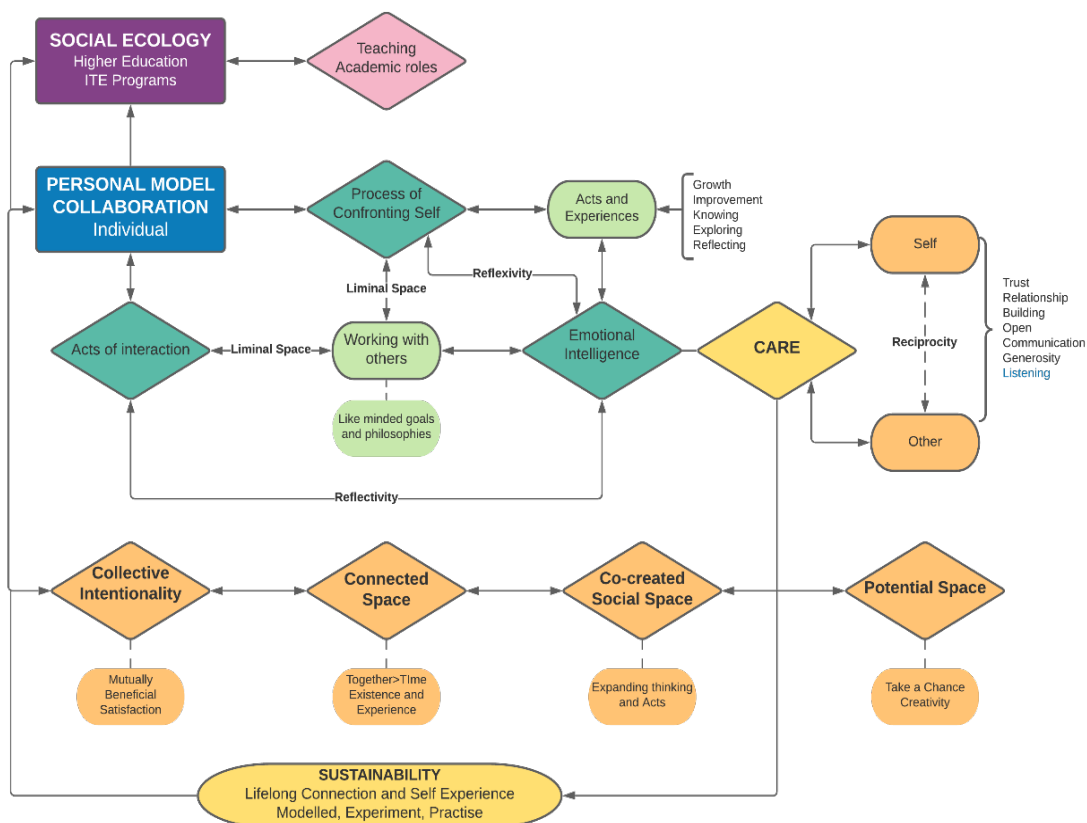 SOCIAL ECOLOGY
Higher Education
ITE Programs
Teaching
Academic roles
PERSONAL MODEL
COLLABORATION
Individual
Process of
Confronting Self
Acts and
Experiences
Growth
Improvement
Knowing
Exploring
Reflecting
Reflexivity
Liminal Space
Acts of interaction
Liminal Space
Working with
others
Emotional
Intelligence
CARE
Self
Reciprocity
Other
Trust
Relationship
Building
Open
Communication
Generosity
Listening
Like minded goals
and philosophies
Reflectivity
Collective
Intentionality
Connected
Space
Co-created
Social Space
Potential Space
Mutually
Beneficial
Satisfaction
Together>TIme
Existence and
Experience
Expanding thinking
and Acts
Take a Chance
Creativity
SUSTAINABILITY
Lifelong Connection and Self Experience
Modelled, Experiment, Practise